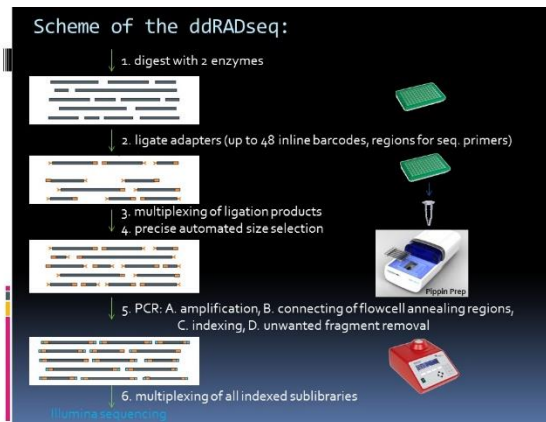 Scheme of the ddRADseq:
1. digest with 2 enzymes
2. ligate adapters (up to 48 inline barcodes, regions for seq. primers)
3. multiplexing of ligation products
4. precise automated size selection
Pippin Prep
5. PCR: A. amplification, B. connecting of flowcell annealing regions,
C. indexing, D. unwanted fragment removal
6. multiplexing of all indexed sublibraries
Illumina sequencing